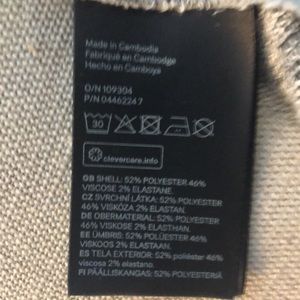 Made in Cambodia
Fabriqué en Cambodge
Hecho en Camboya
O/N 109304
P/N 04462247
30
clevercare.info
GB SHELL: 52% POLYESTER 46%
VISCOSE 2% ELASTANE.
CZ SVRCHNÍ LÁTKA: 52% POLYESTER
46% VISKÓZA 2% ELASTAN.
DE OBERMATERIAL: 52% POLYESTER
46% VISKOSE 2% ELASTHAN.
EE ÜMBRIS: 52% POLÜESTER 46%
VISKOOS 2% ELASTAAN.
ES TELA EXTERIOR: 52% poliéster 46%
viscosa 2% elastano.
FI PÄÄLLISKANGAS: 52% POLYESTERIÄ